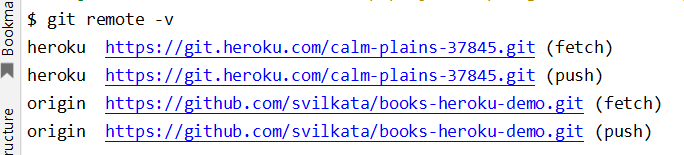 Bookma
ructure
$ git remote -v
heroku  https://git.heroku.com/calm-plains-37845.git (fetch)
heroku  https://git.heroku.com/calm-plains-37845.git (push)
origin  https://github.com/svilkata/books-heroku-demo.git (fetch)
origin  https://github.com/svilkata/books-heroku-demo.git (push)